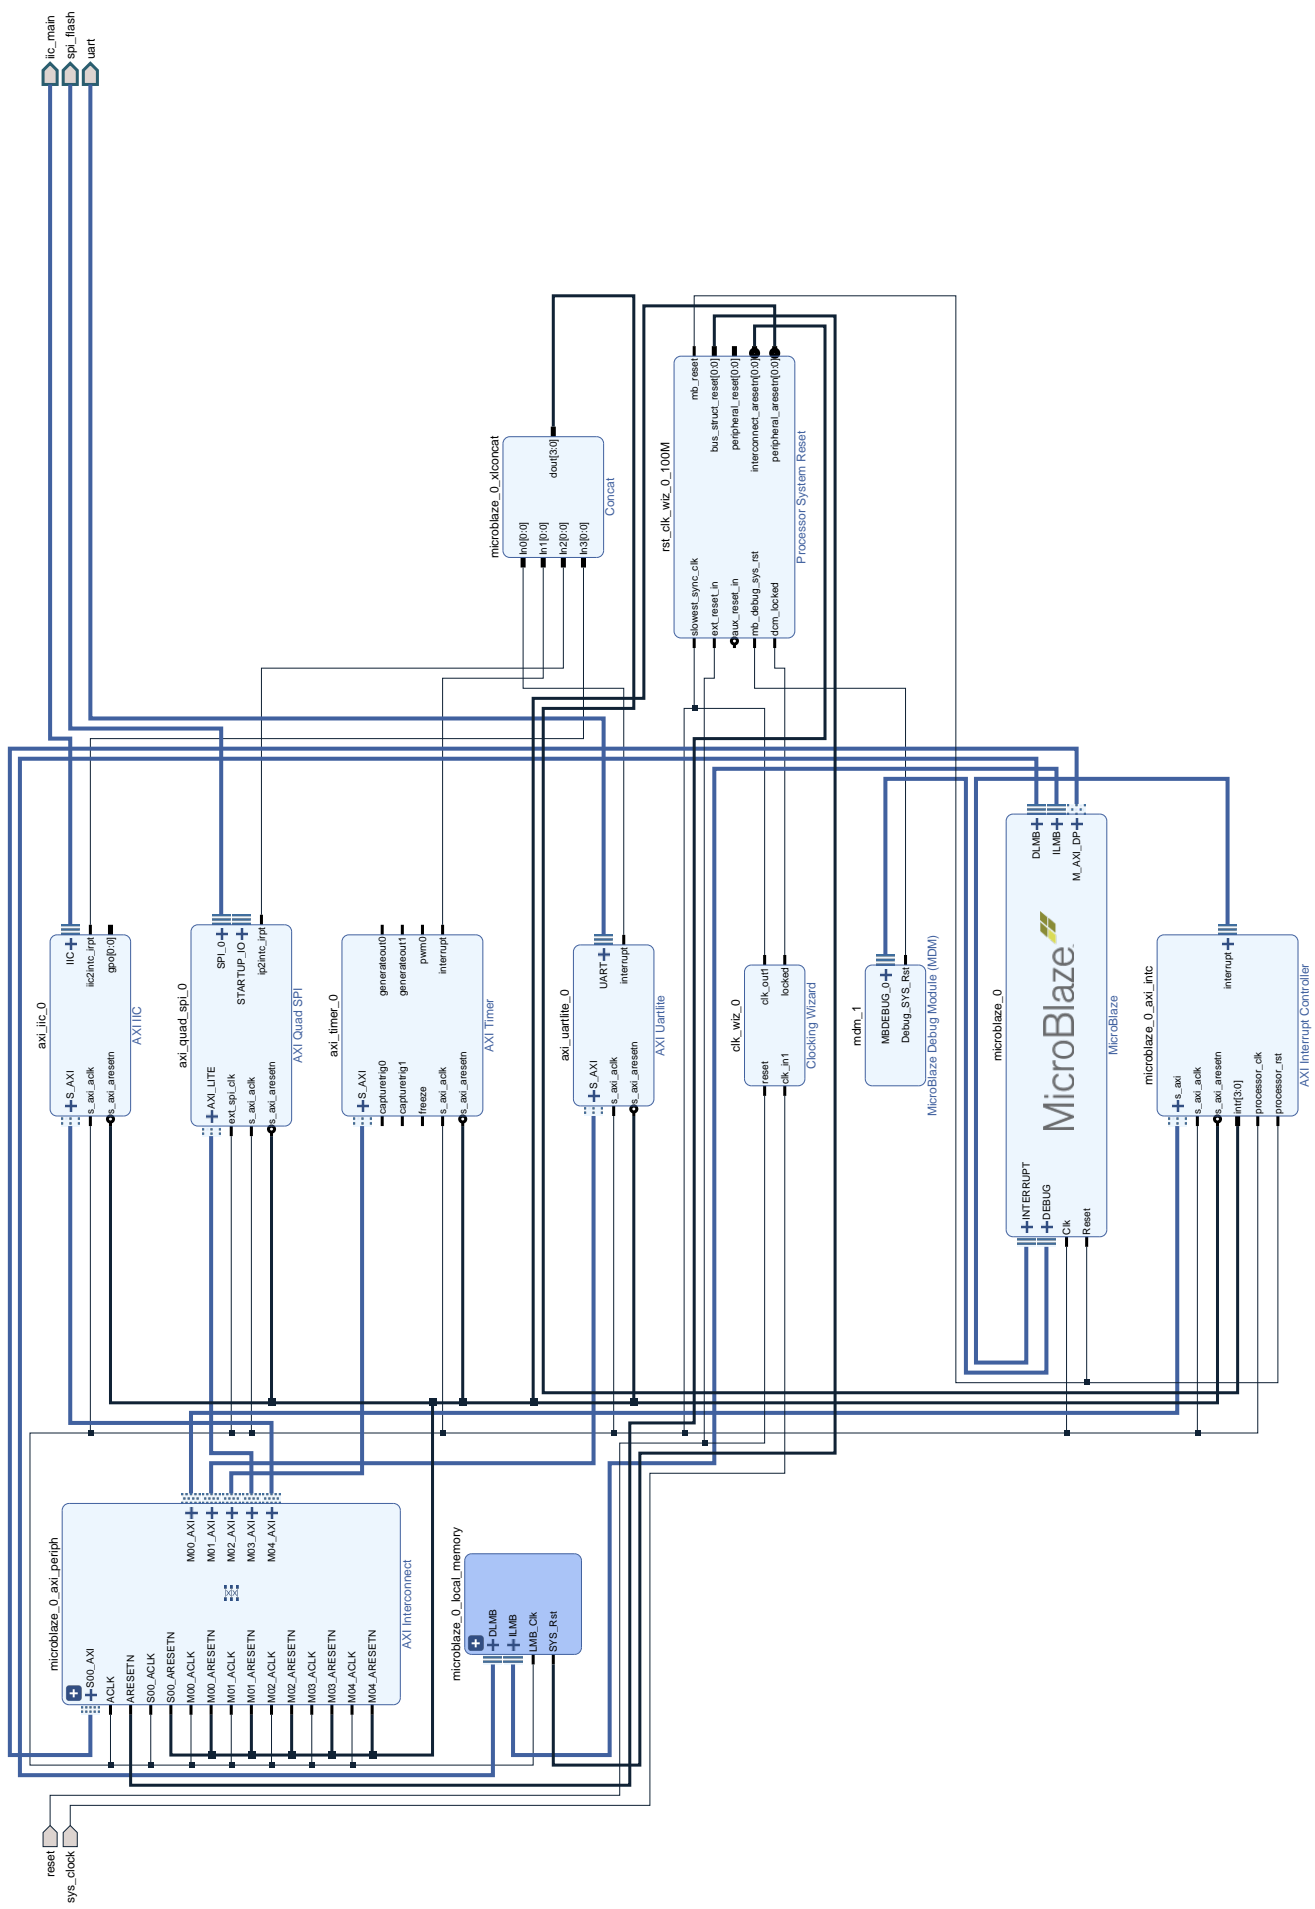 reset
sys_clock
microblaze_0_axi_periph
S00_AXI
ACLK
ARESETN
S00_ACLK
S00_ARESETN
M00_ACLK
M00_ARESETN
M01_ACLK
M01_ARESETN
M02_ACLK
M02_ARESETN
M03_ACLK
M03_ARESETN
M04_ACLK
M04_ARESETN
M00_AXI
M01_AXI
M02_AXI
M03_AXI
M04_AXI
AXI Interconnect
microblaze_0_local_memory
DLMB
ILMB
LMB_Clk
SYS_Rst
axi_iic_0
S_AXI
s_axi_aclk
s_axi_aresetn
IIC
iic2intc_irpt
gpo[0:0]
AXI IIC
axi_quad_spi_0
AXI_LITE
ext_spi_clk
s_axi_aclk
s_axi_aresetn
SPI_0
STARTUP_IO
ip2intc_irpt
AXI Quad SPI
axi_timer_0
S_AXI
capturetrig0
capturetrig1
freeze
s_axi_aclk
s_axi_aresetn
generateout0
generateout1
pwm0
interrupt
AXI Timer
axi_uartlite_0
S_AXI
s_axi_aclk
s_axi_aresetn
UART
interrupt
AXI Uartlite
clk_wiz_0
reset
clk_in1
clk_out1
locked
Clocking Wizard
mdm_1
MBDEBUG_0
Debug_SYS_Rst
MicroBlaze Debug Module (MDM)
microblaze_0
INTERRUPT
DEBUG
Clk
Reset
MicroBlaze
DLMB
ILMB
M_AXI_DP
MicroBlaze
microblaze_0_axi_intc
s_axi
s_axi_aclk
s_axi_aresetn
intr[3:0]
processor_clk
processor_rst
interrupt
AXI Interrupt Controller
microblaze_0_xlconcat
In0[0:0]
In1[0:0]
In2[0:0]
In3[0:0]
dout[3:0]
Concat
rst_clk_wiz_0_100M
slowest_sync_clk
ext_reset_in
aux_reset_in
mb_debug_sys_rst
dcm_locked
mb_reset
bus_struct_reset[0:0]
peripheral_reset[0:0]
interconnect_aresetn[0:0]
peripheral_aresetn[0:0]
Processor System Reset
iic_main
spi_flash
uart